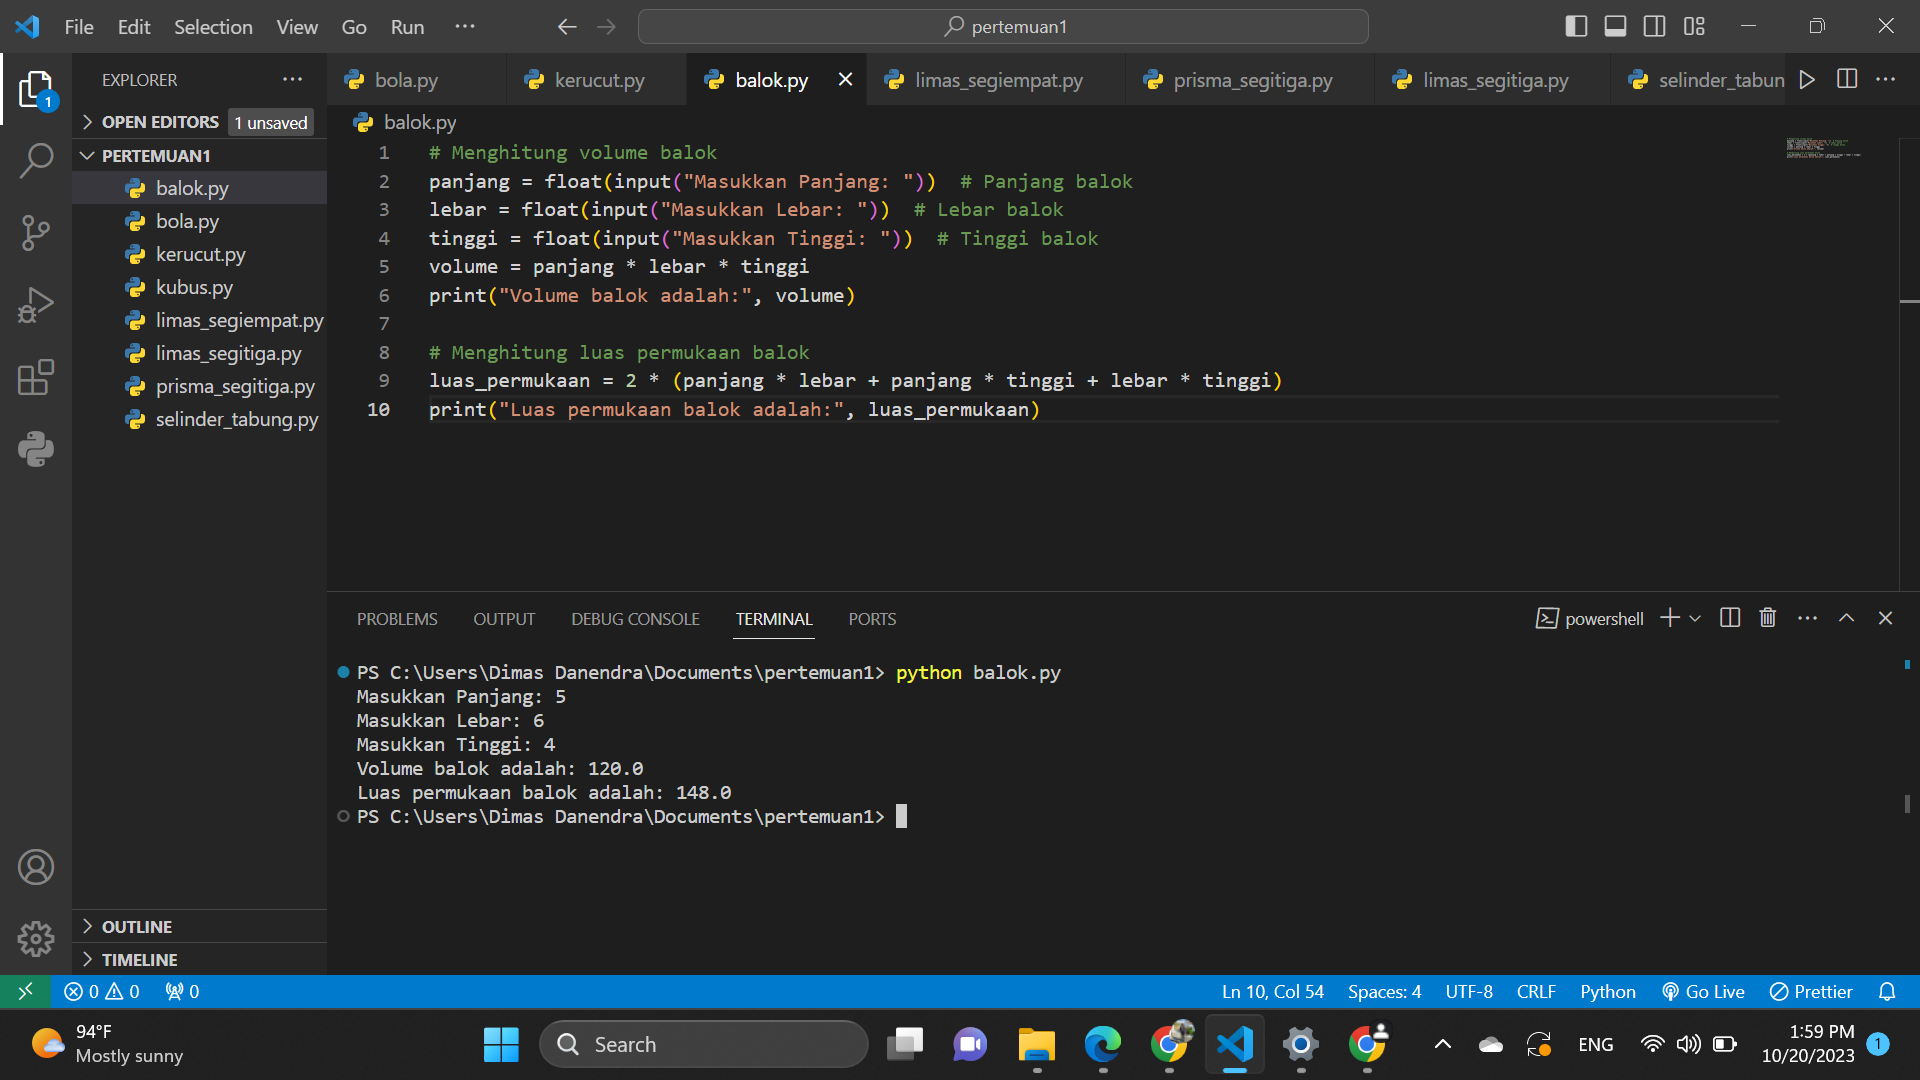 File Edit Selection View Go Run ··· pertemuan1
EXPLORER ···
1
OPEN EDITORS 1 unsaved
PERTEMUAN1
balok.py
bola.py
kerucut.py
kubus.py
limas_segiempat.py
limas_segitiga.py
prisma_segitiga.py
selinder_tabung.py
OUTLINE
TIMELINE
bola.py kerucut.py balok.py limas_segiempat.py prisma_segitiga.py limas_segitiga.py selinder_tabun
balok.py
1 # Menghitung volume balok
2 panjang = float(input("Masukkan Panjang: "))  # Panjang balok
3 lebar = float(input("Masukkan Lebar: "))  # Lebar balok
4 tinggi = float(input("Masukkan Tinggi: "))  # Tinggi balok
5 volume = panjang * lebar * tinggi
6 print("Volume balok adalah:", volume)
7
8 # Menghitung luas permukaan balok
9 luas_permukaan = 2 * (panjang * lebar + panjang * tinggi + lebar * tinggi)
10 print("Luas permukaan balok adalah:", luas_permukaan)
PROBLEMS OUTPUT DEBUG CONSOLE TERMINAL PORTS powershell
PS C:\Users\Dimas Danendra\Documents\pertemuan1> python balok.py
Masukkan Panjang: 5
Masukkan Lebar: 6
Masukkan Tinggi: 4
Volume balok adalah: 120.0
Luas permukaan balok adalah: 148.0
PS C:\Users\Dimas Danendra\Documents\pertemuan1>
0 0 0 Ln 10, Col 54 Spaces: 4 UTF-8 CRLF Python Go Live Prettier
94°F
Mostly sunny
Search
ENG
1:59 PM
10/20/2023
1